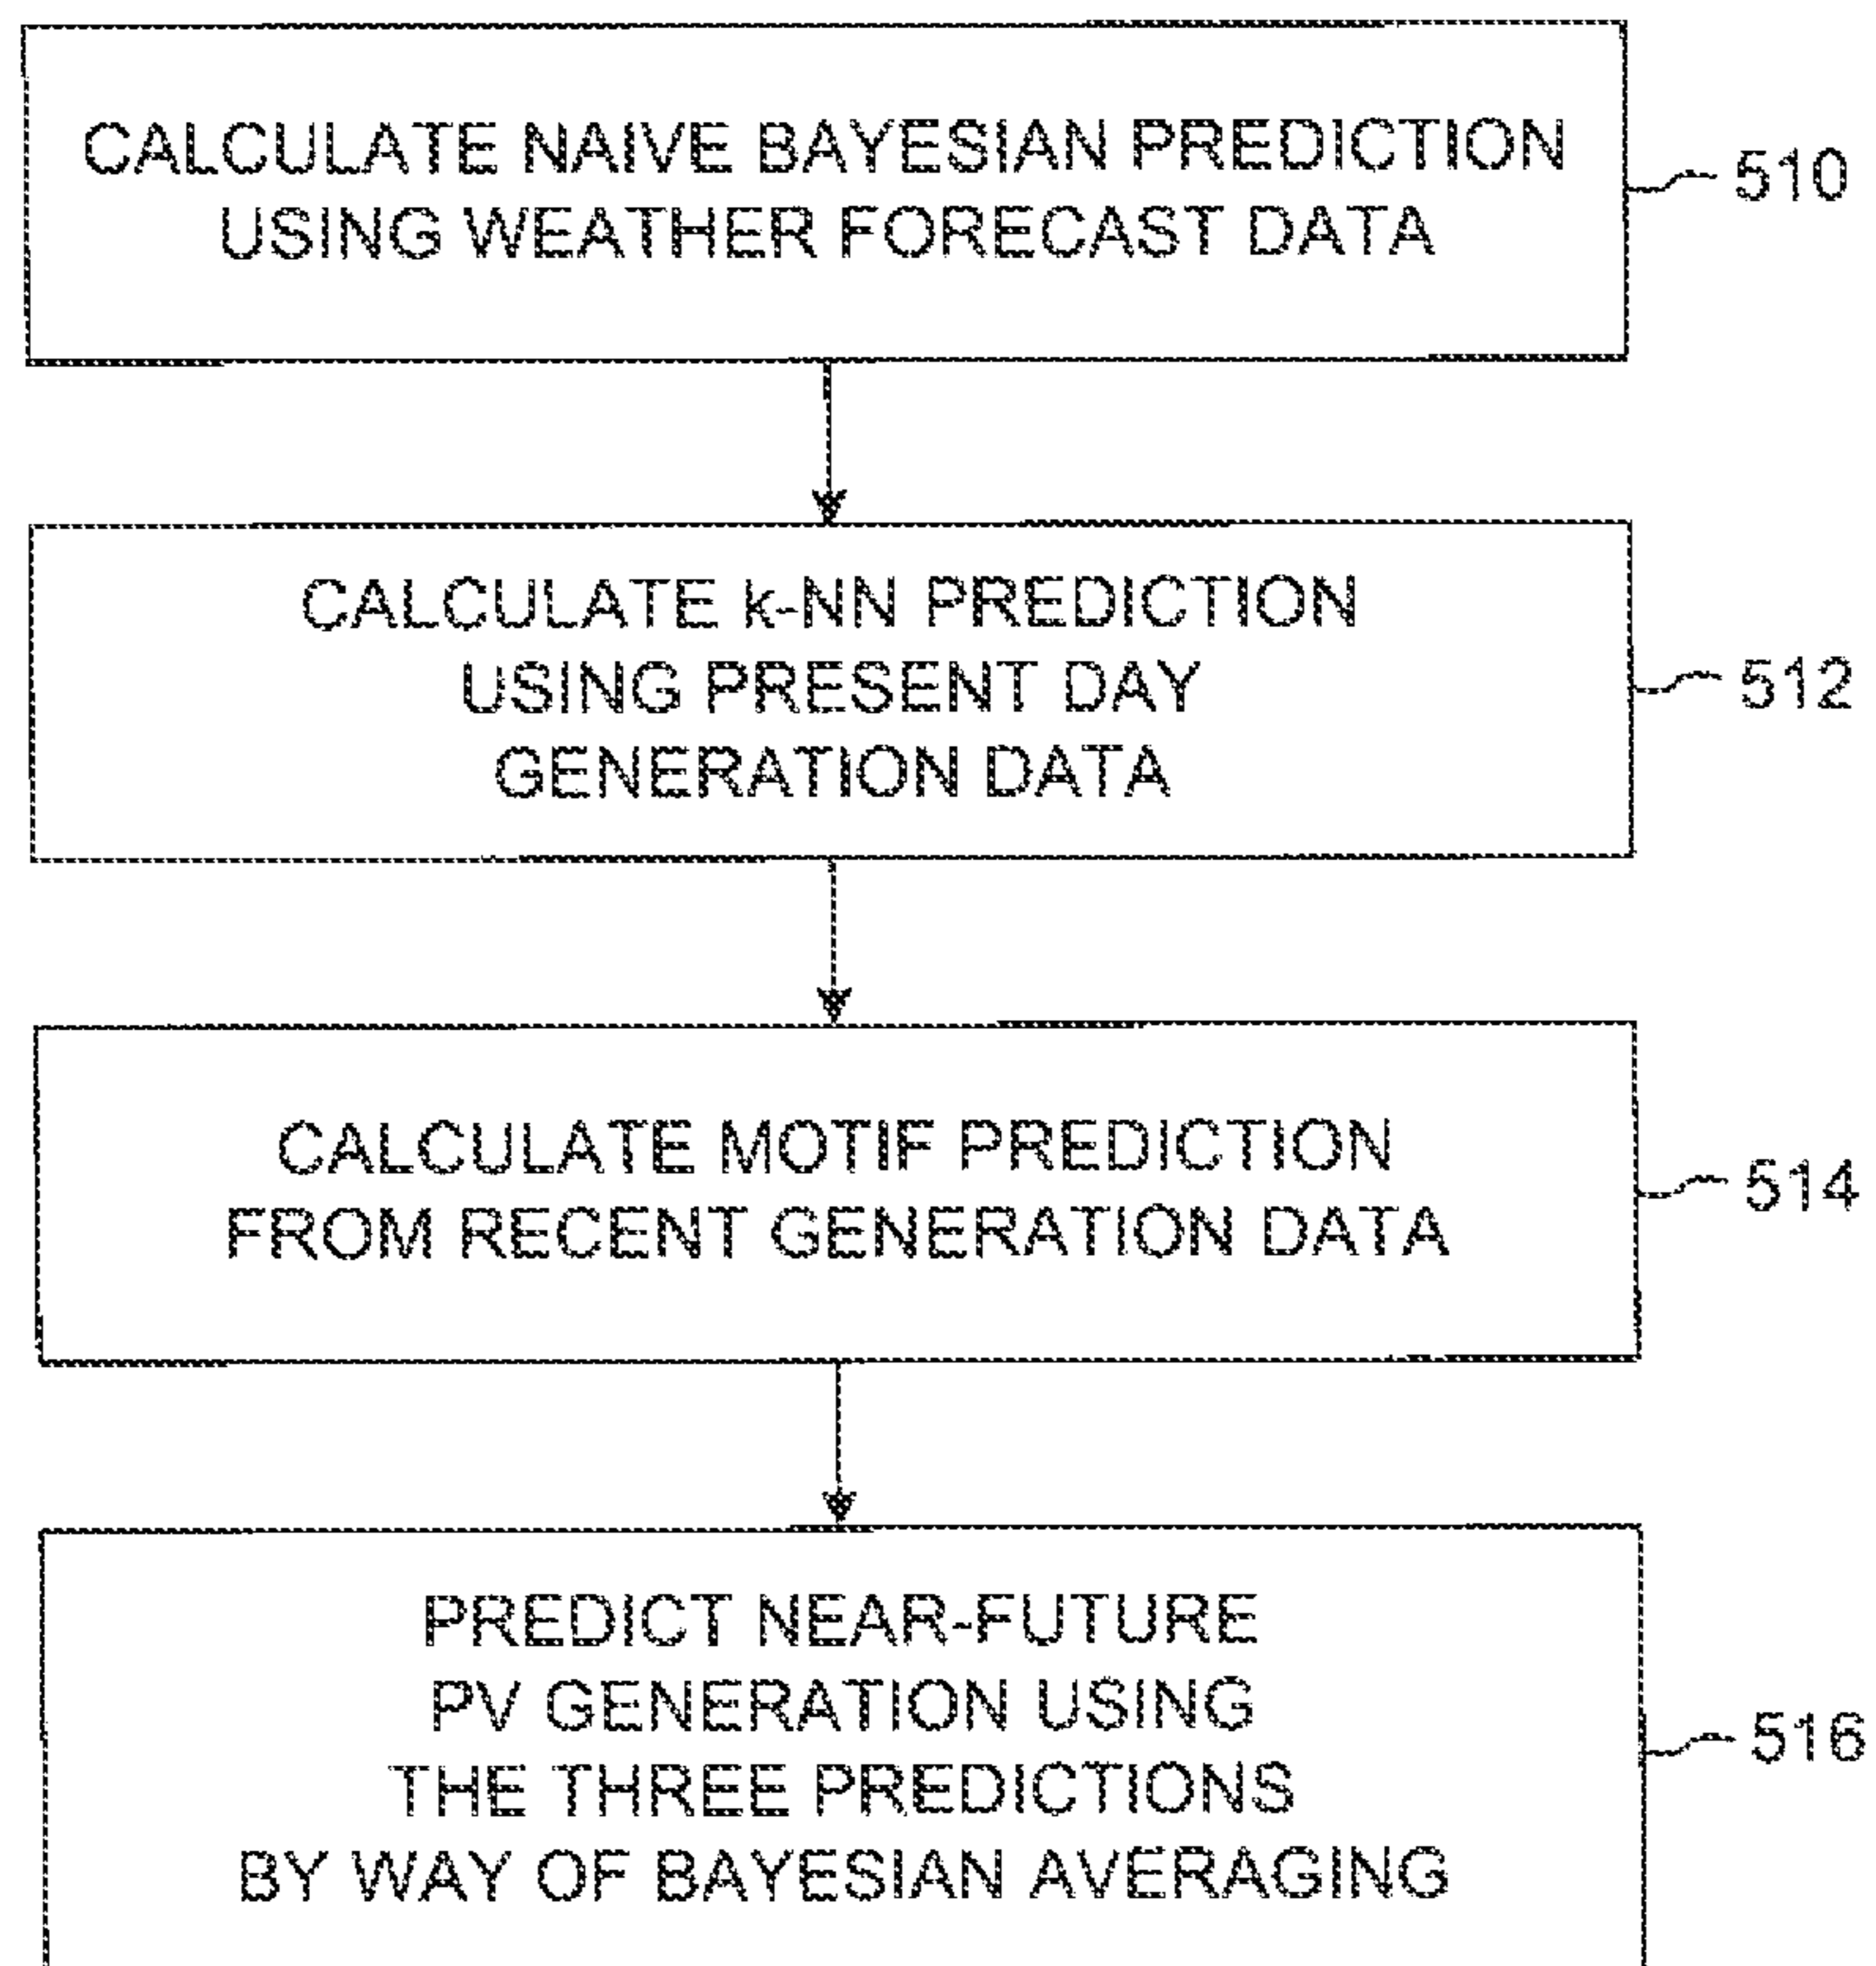 CALCULATE NAIVE BAYESIAN PREDICTION
USING WEATHER FORECAST DATA
510
CALCULATE k-NN PREDICTION
USING PRESENT DAY
GENERATION DATA
512
CALCULATE MOTIF PREDICTION
FROM RECENT GENERATION DATA
514
PREDICT NEAR-FUTURE
PV GENERATION USING
THE THREE PREDICTIONS
BY WAY OF BAYESIAN AVERAGING
516